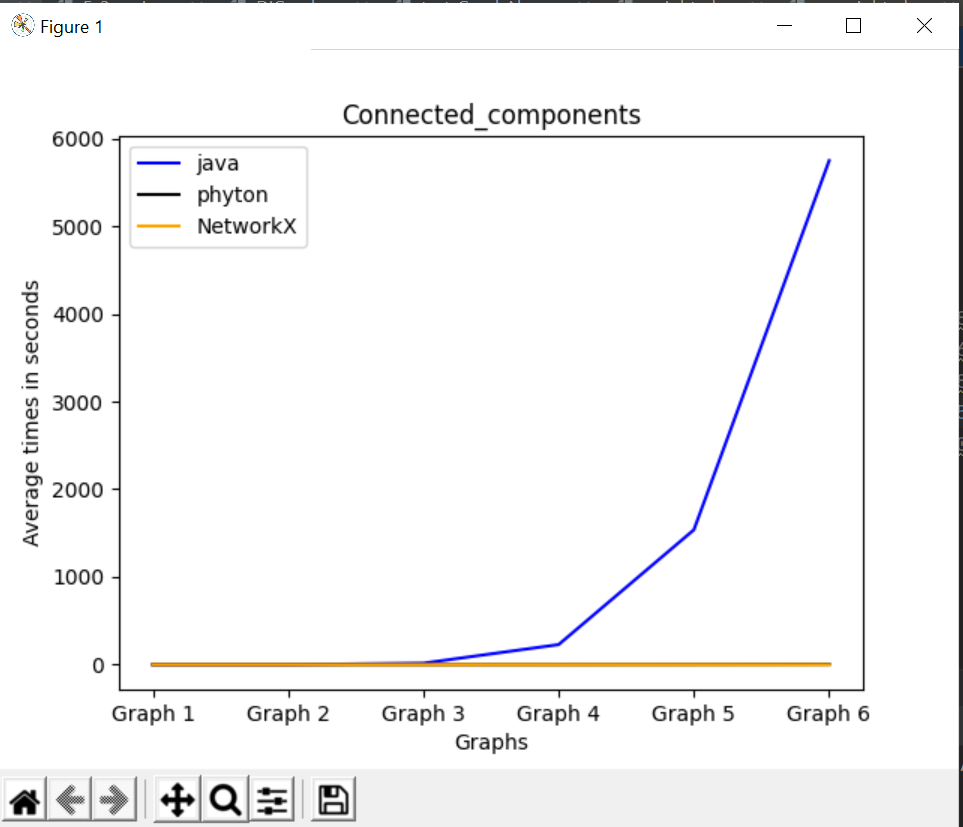 Figure 1
Connected_components
6000
5000
4000
3000
2000
1000
0
java
phyton
NetworkX
Average times in seconds
Graph 1 Graph 2 Graph 3 Graph 4 Graph 5 Graph 6
Graphs